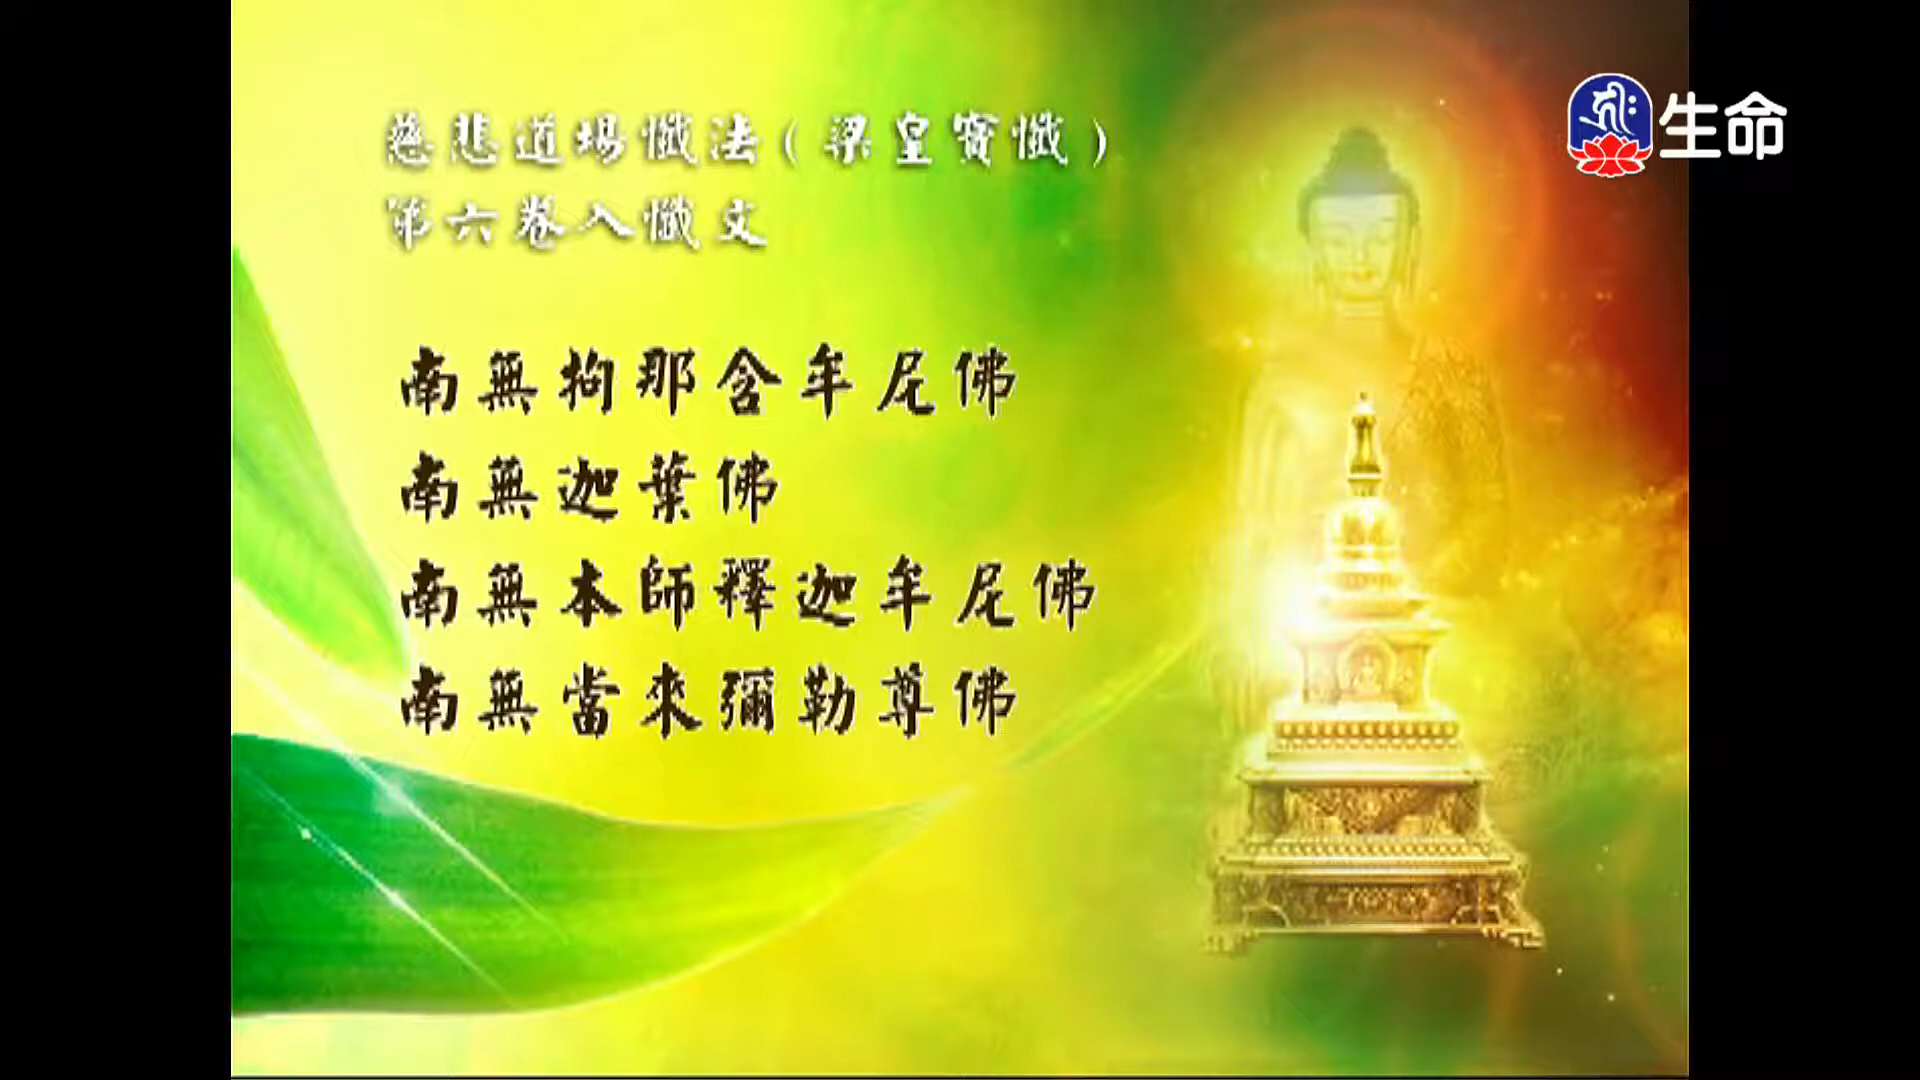 慈悲道場懺法(梁皇寶懺)
第六卷入懺文
南無拘那含牟尼佛
南無迦葉佛
南無本師釋迦牟尼佛
南無當來彌勒尊佛
生命